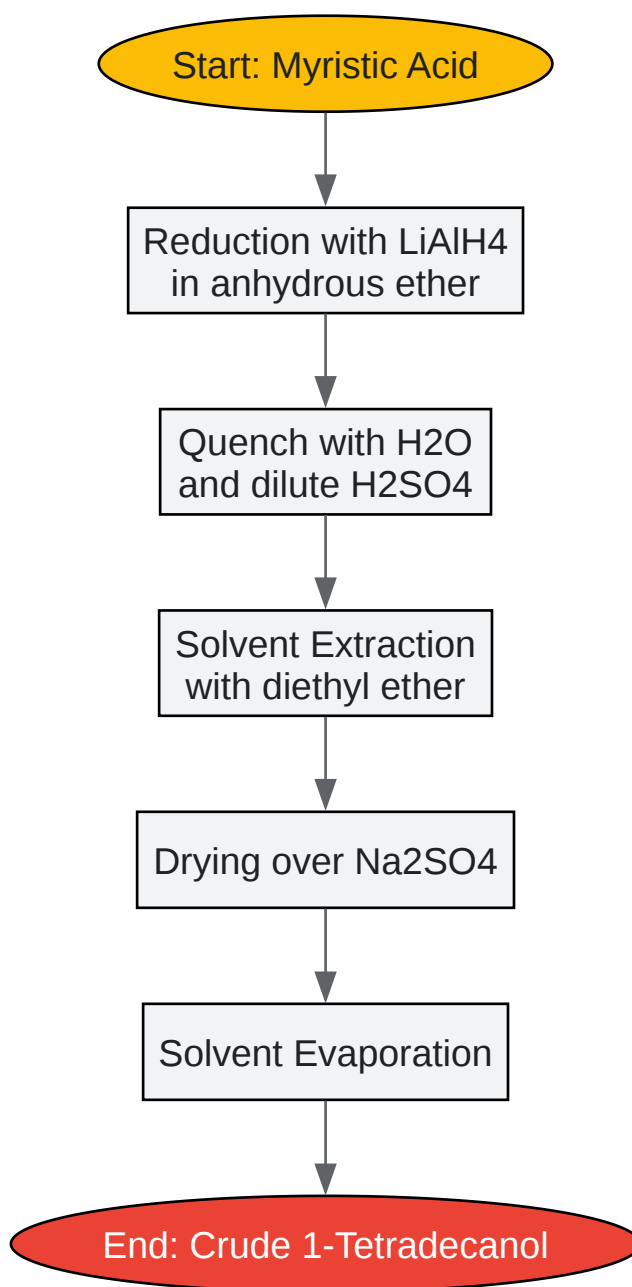 Start: Myristic Acid
Reduction with LiAlH4
in anhydrous ether
Quench with H2O
and dilute H2SO4
Solvent Extraction
with diethyl ether
Drying over Na2SO4
Solvent Evaporation
End: Crude 1-Tetradecanol